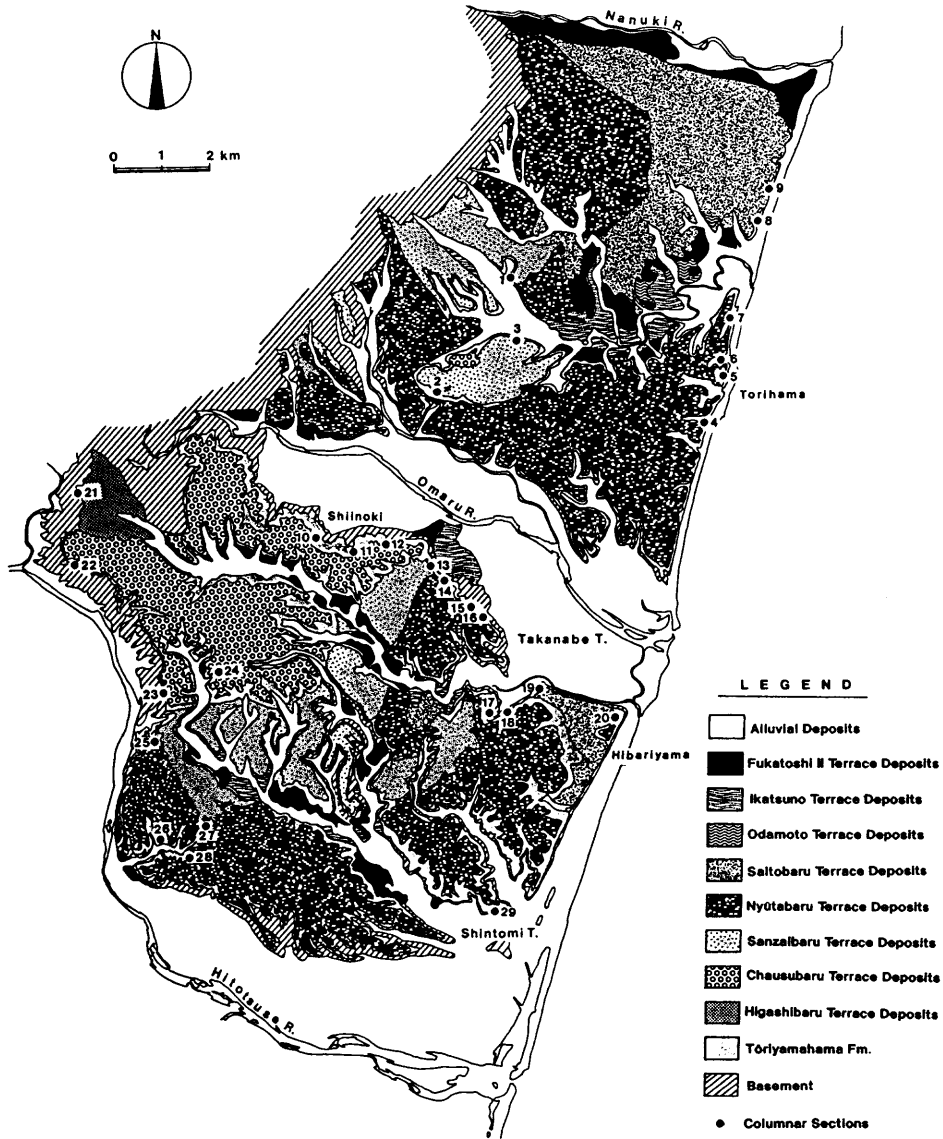 Nanuki R.
N
0 1 2 km
9
8
1
7
3
6
5
2
Torihama
4
Omaru R.
21
Shiinoki
10
11
12
22
13
14
15
16
Takanabe T.
24
23
19
17
18
20
25
Hibariyama
26
27
28
29
Shintomi T.
Hitotsuse R.
LEGEND
Alluvial Deposits
Fukatoshi II Terrace Deposits
Ikatsuno Terrace Deposits
Odamoto Terrace Deposits
Saitobaru Terrace Deposits
Nyūtabaru Terrace Deposits
Sanzaibaru Terrace Deposits
Chausubaru Terrace Deposits
Higashibaru Terrace Deposits
Tōriyamahama Fm.
Basement
Columnar Sections